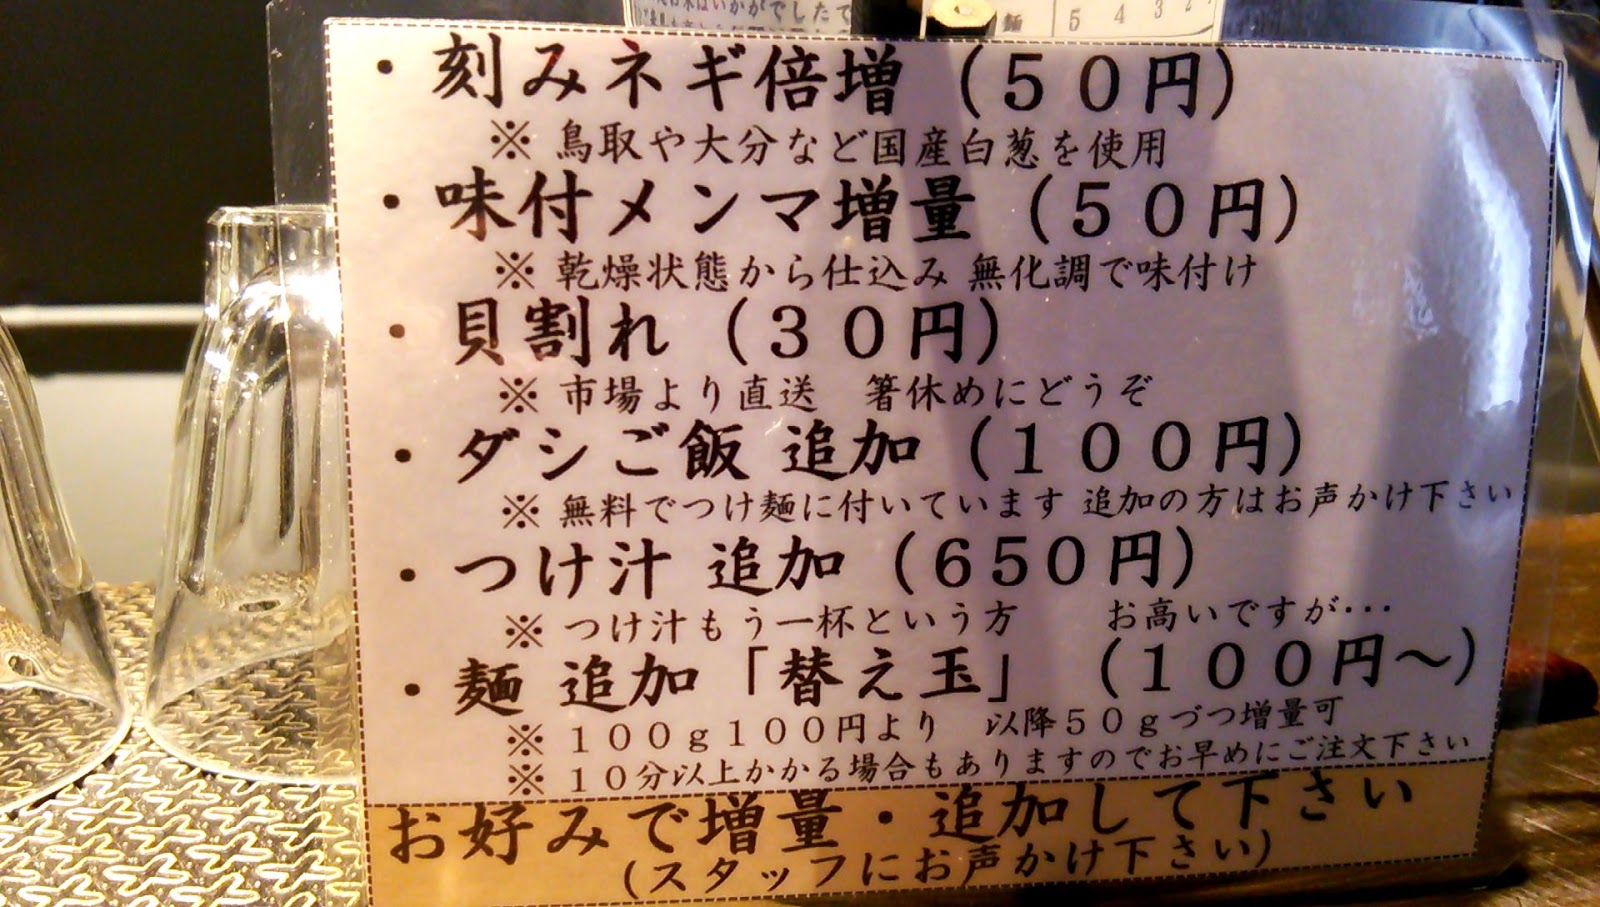 麺 5 4 3 2
・刻みネギ倍増（５０円）
※ 鳥取や大分など国産白葱を使用
・味付メンマ増量（５０円）
※ 乾燥状態から仕込み 無化調で味付け
・貝割れ（３０円）
※ 市場より直送　箸休めにどうぞ
・ダシご飯 追加（１００円）
※ 無料でつけ麺に付いています 追加の方はお声かけ下さい
・つけ汁 追加（６５０円）
※ つけ汁もう一杯という方　お高いですが･･･
・麺 追加「替え玉」（１００円～）
※ １００ｇ１００円より　以降５０ｇづつ増量可
※ １０分以上かかる場合もありますのでお早めにご注文下さい
お好みで増量・追加して下さい
（スタッフにお声かけ下さい）